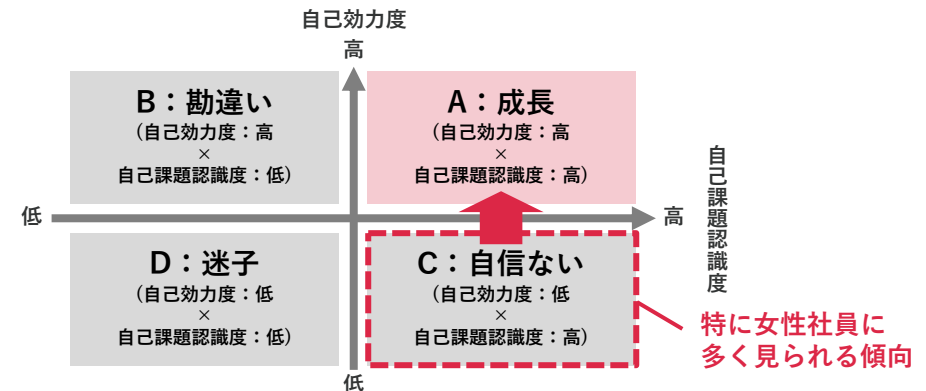 自己効力度
高
B：勘違い
（自己効力度：高
×
自己課題認識度：低）
A：成長
（自己効力度：高
×
自己課題認識度：高）
低
高
自己課題認識度
D：迷子
（自己効力度：低
×
自己課題認識度：低）
C：自信ない
（自己効力度：低
×
自己課題認識度：高）
特に女性社員に
多く見られる傾向
低